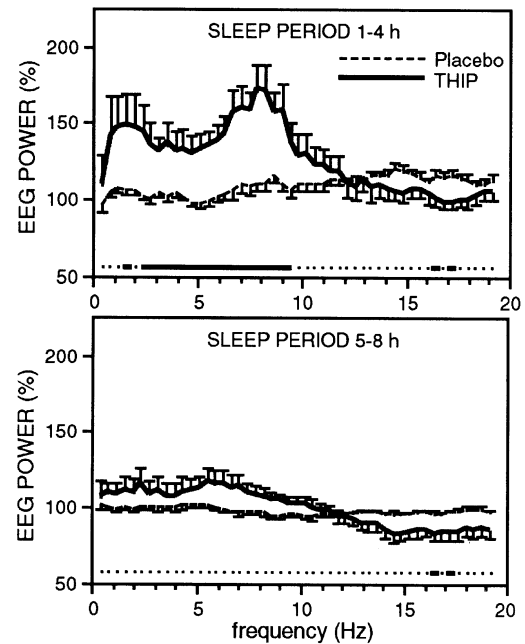 SLEEP PERIOD 1-4 h
Placebo
THIP
EEG POWER (%)
200
150
100
50
0 5 10 15 20
SLEEP PERIOD 5-8 h
EEG POWER (%)
200
150
100
50
0 5 10 15 20
frequency (Hz)